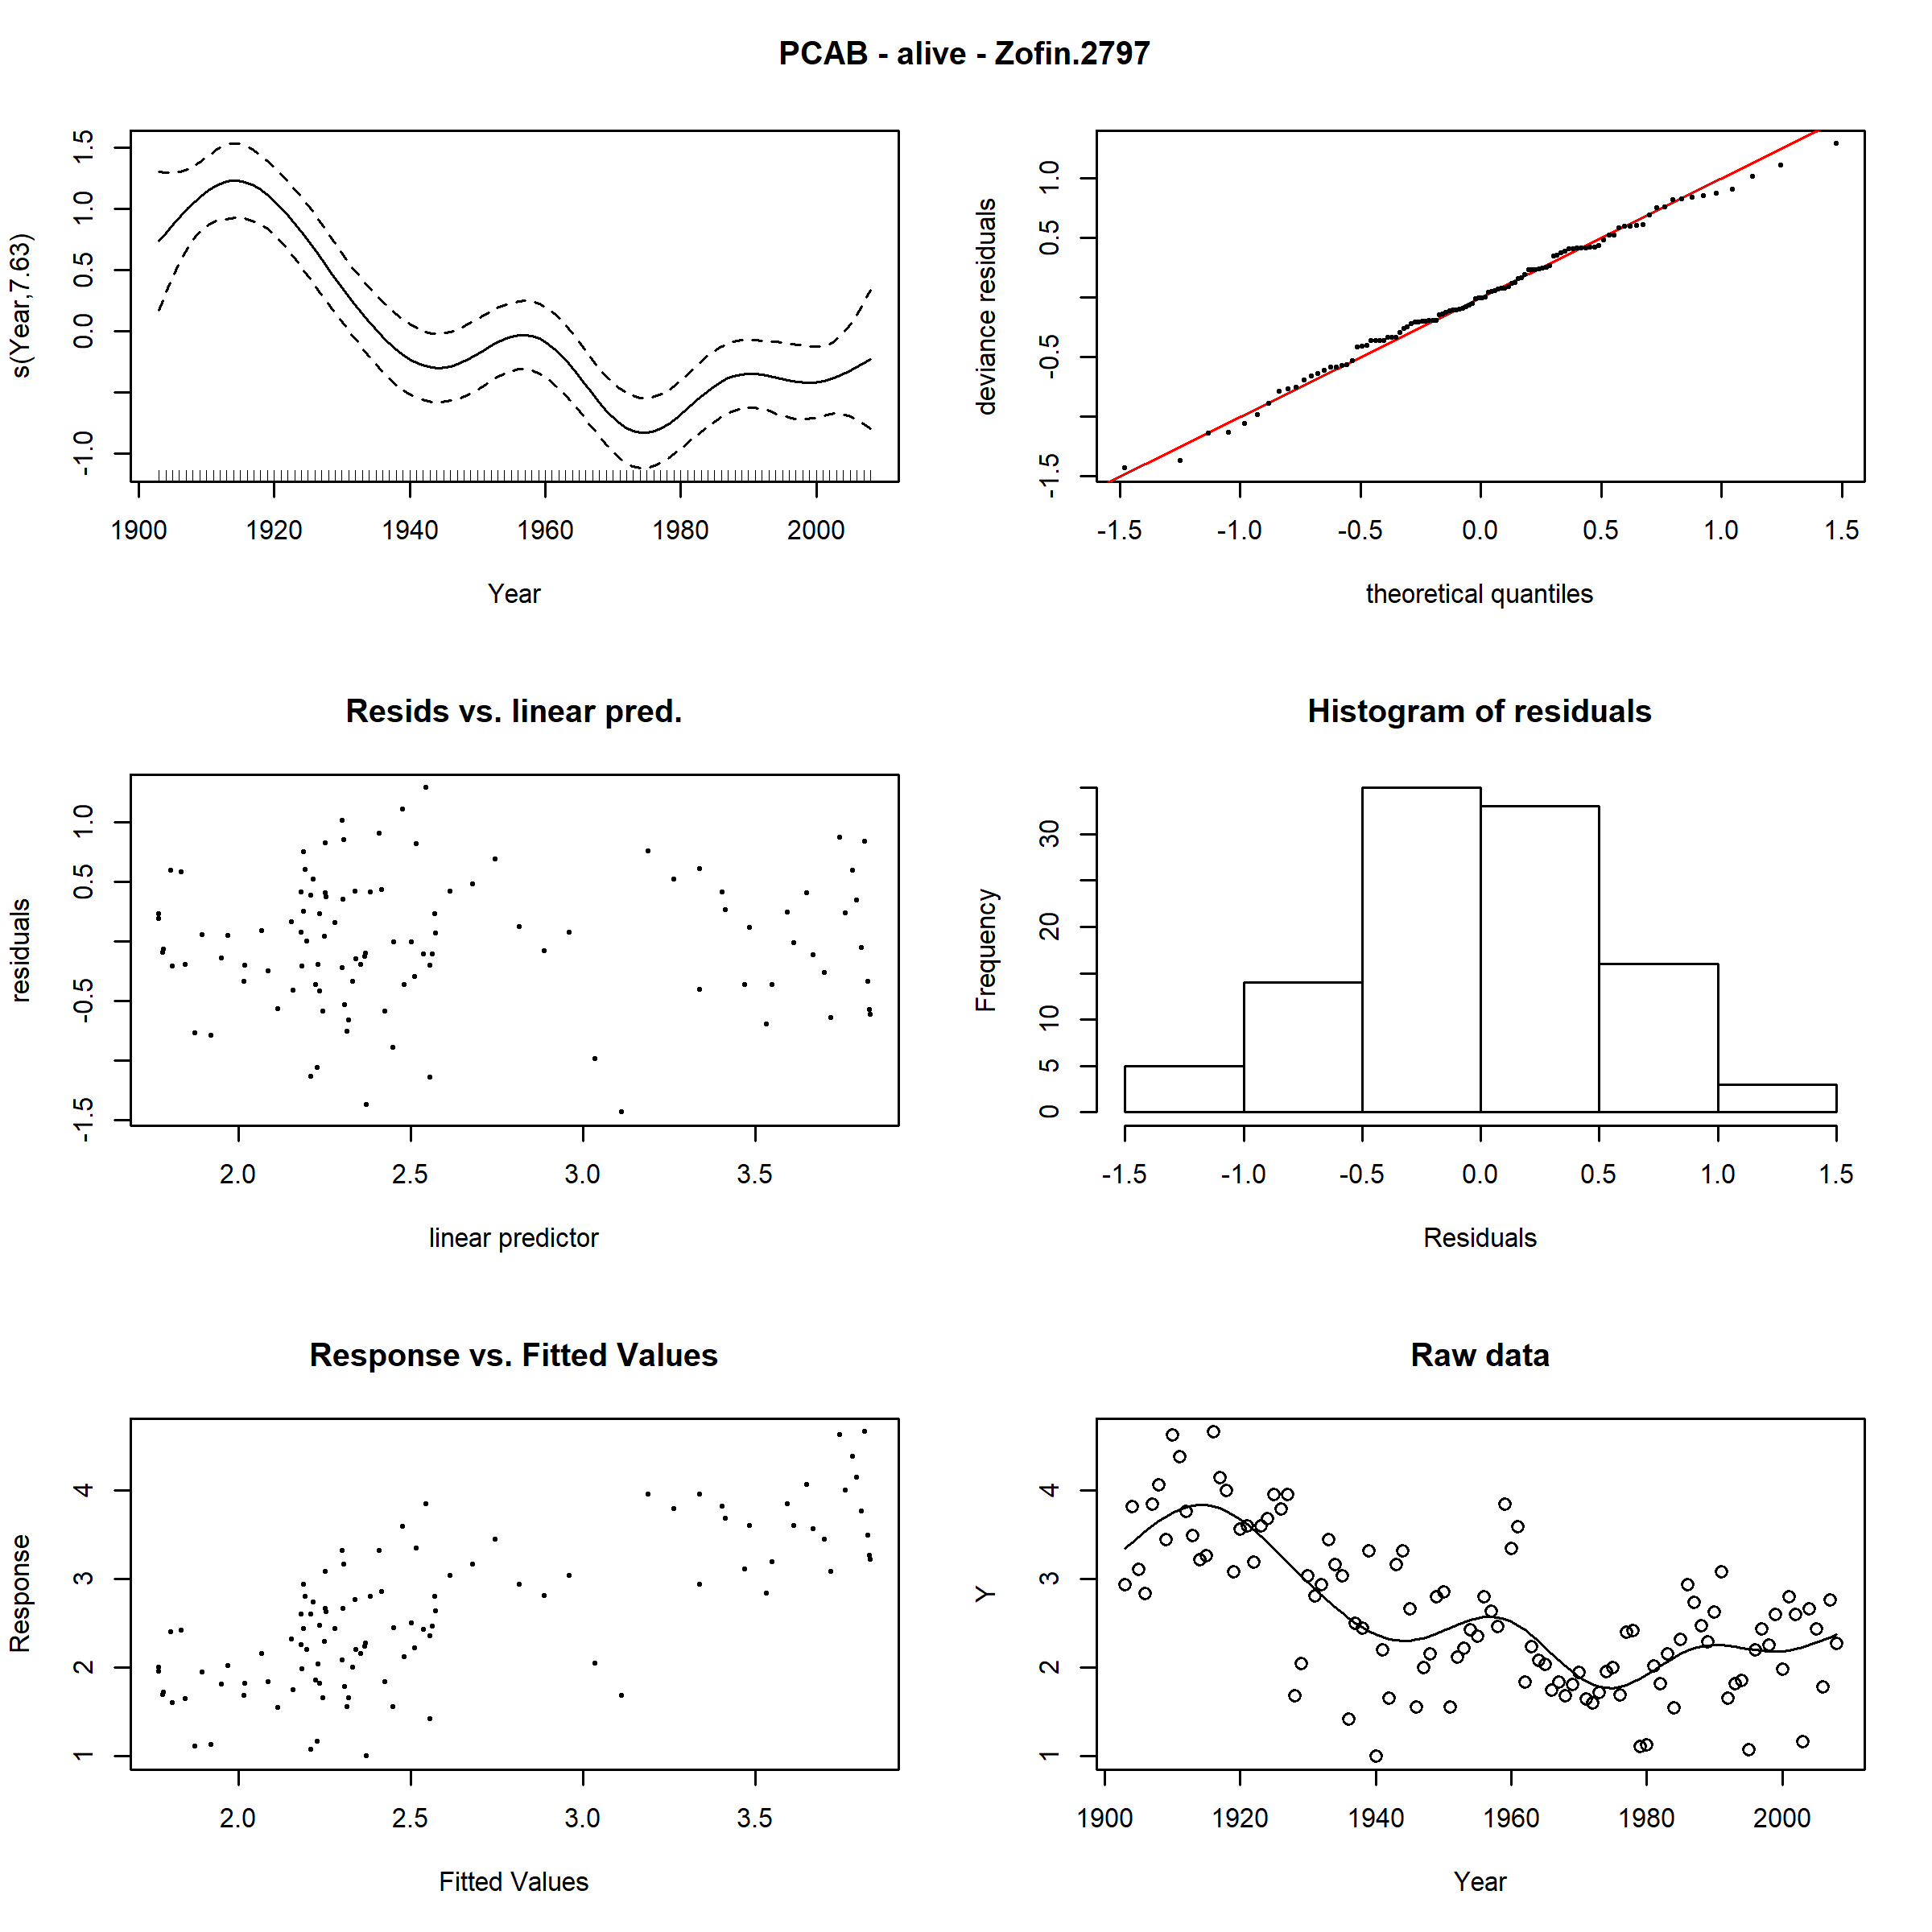 PCAB - alive - Zofin.2797
s(Year,7.63)
-1.0 0.0 0.5 1.0 1.5
1900 1920 1940 1960 1980 2000
Year
deviance residuals
-1.5 -0.5 0.5 1.0
-1.5 -1.0 -0.5 0.0 0.5 1.0 1.5
theoretical quantiles
Resids vs. linear pred.
residuals
-1.5 -0.5 0.5 1.0
2.0 2.5 3.0 3.5
linear predictor
Histogram of residuals
Frequency
0 5 10 20 30
-1.5 -1.0 -0.5 0.0 0.5 1.0 1.5
Residuals
Response vs. Fitted Values
Response
1 2 3 4
2.0 2.5 3.0 3.5
Fitted Values
Raw data
Y
1 2 3 4
1900 1920 1940 1960 1980 2000
Year